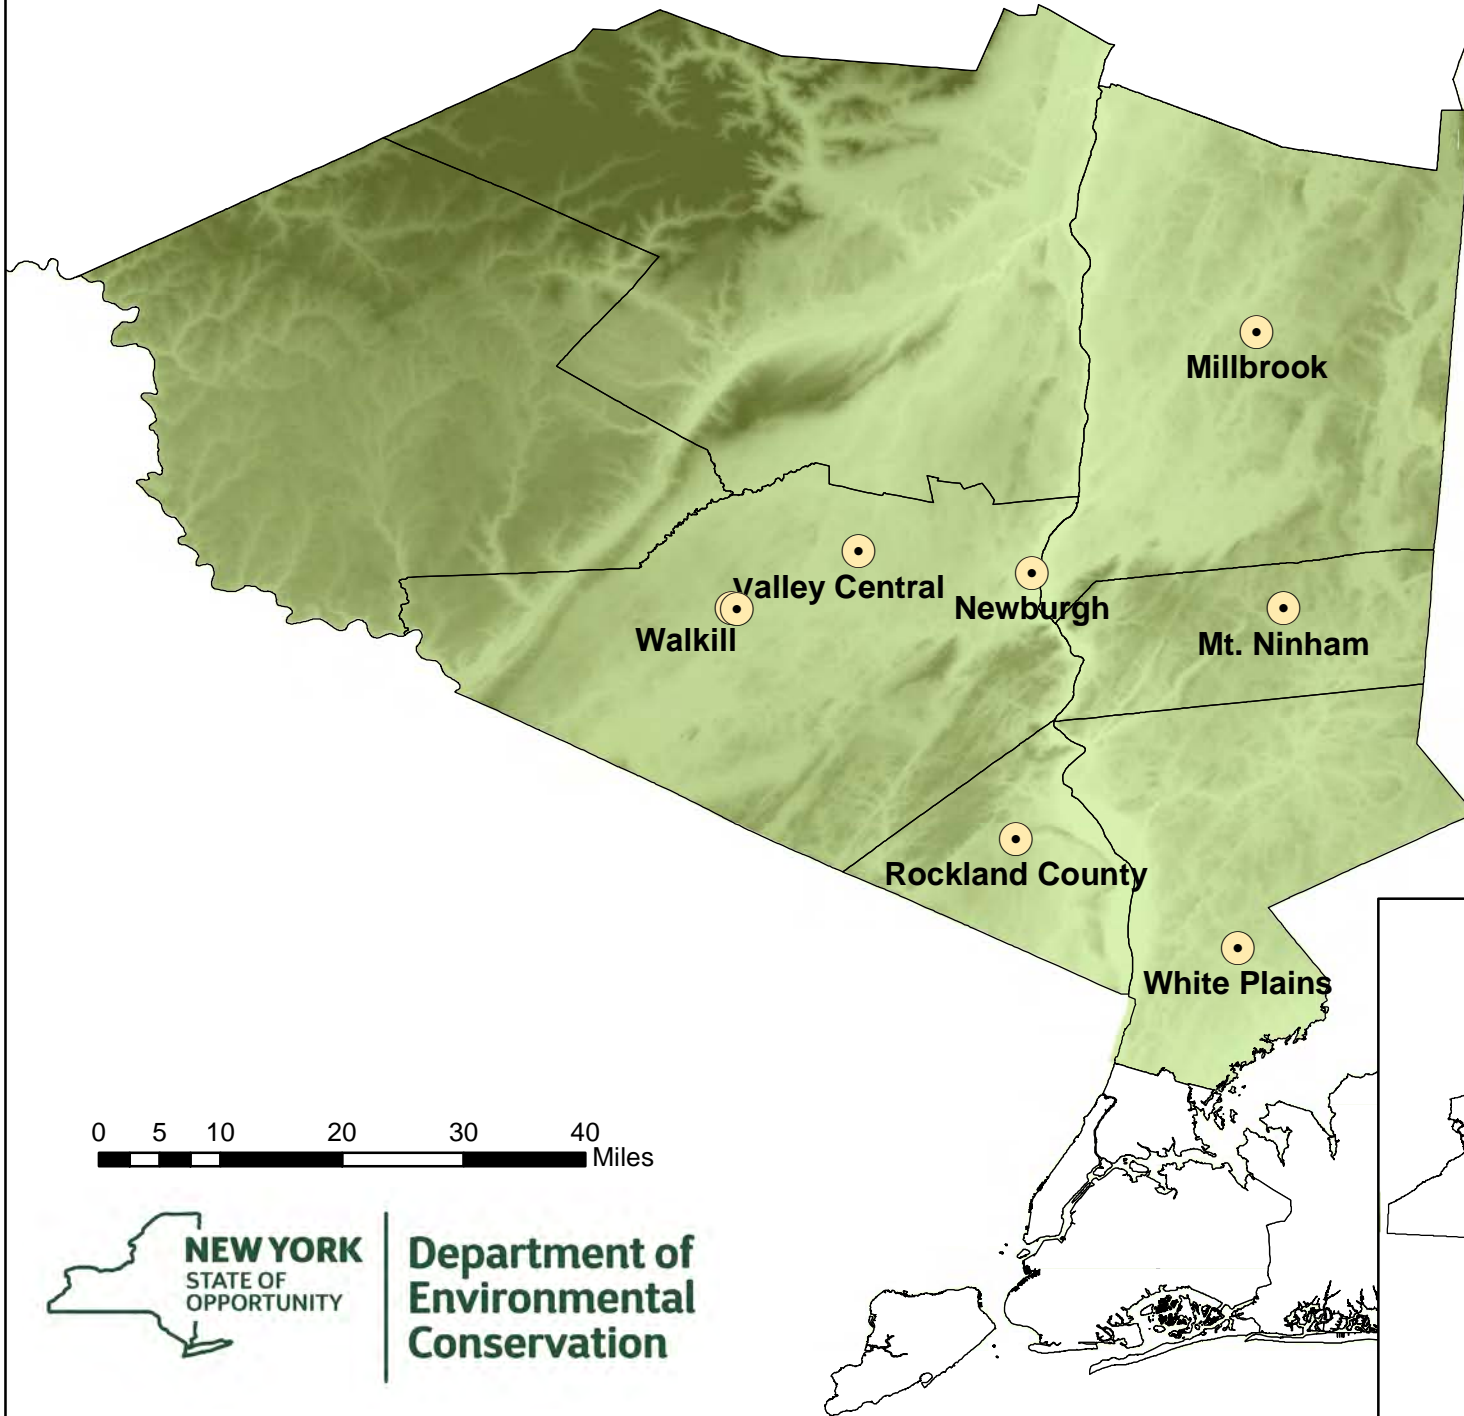 Millbrook
Valley Central
Newburgh
Walkill
Mt. Ninham
Rockland County
White Plains
0 5 10 20 30 40
Miles
NEW YORK
STATE OF
OPPORTUNITY
Department of
Environmental
Conservation